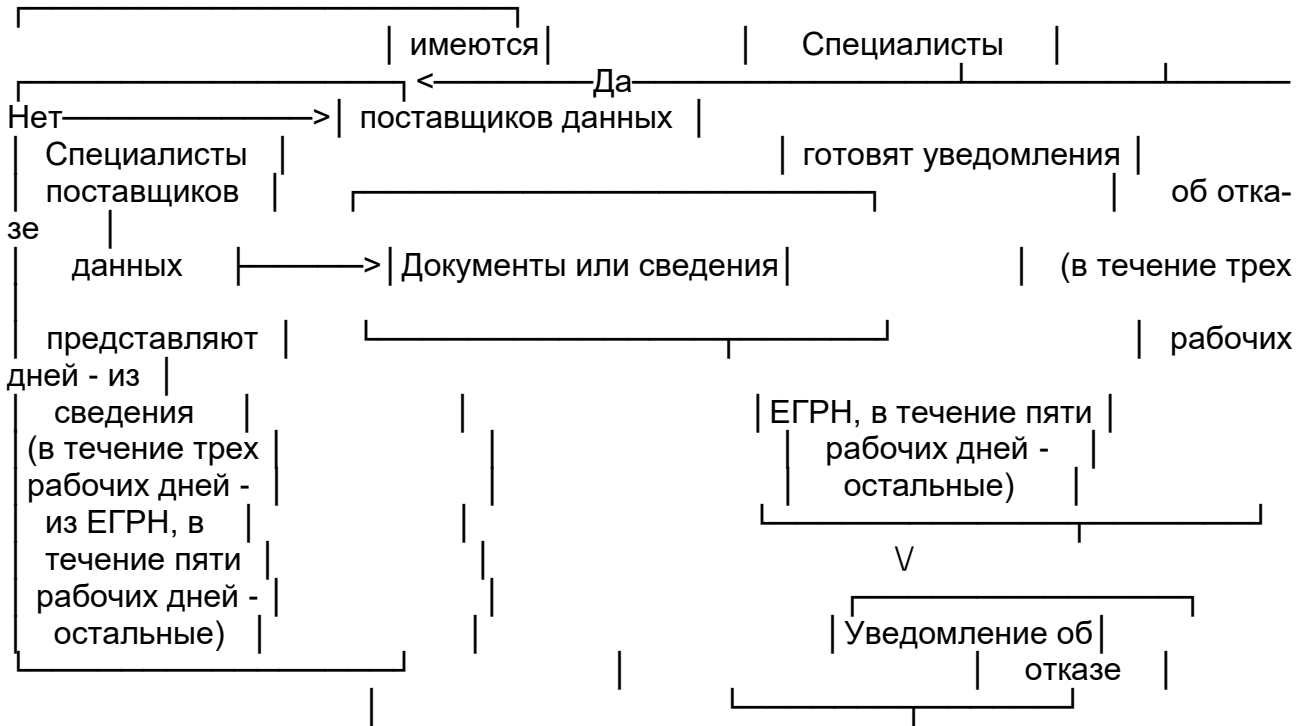 имеются Специалисты
Да
Нет поставщиков данных
Специалисты готовят уведомления
поставщиков об отка-
зе
данных Документы или сведения (в течение трех
представляют рабочих
дней - из
сведения ЕГРН, в течение пяти
(в течение трех рабочих дней -
рабочих дней - остальные)
из ЕГРН, в
течение пяти
рабочих дней -
остальные) Уведомление об
отказе